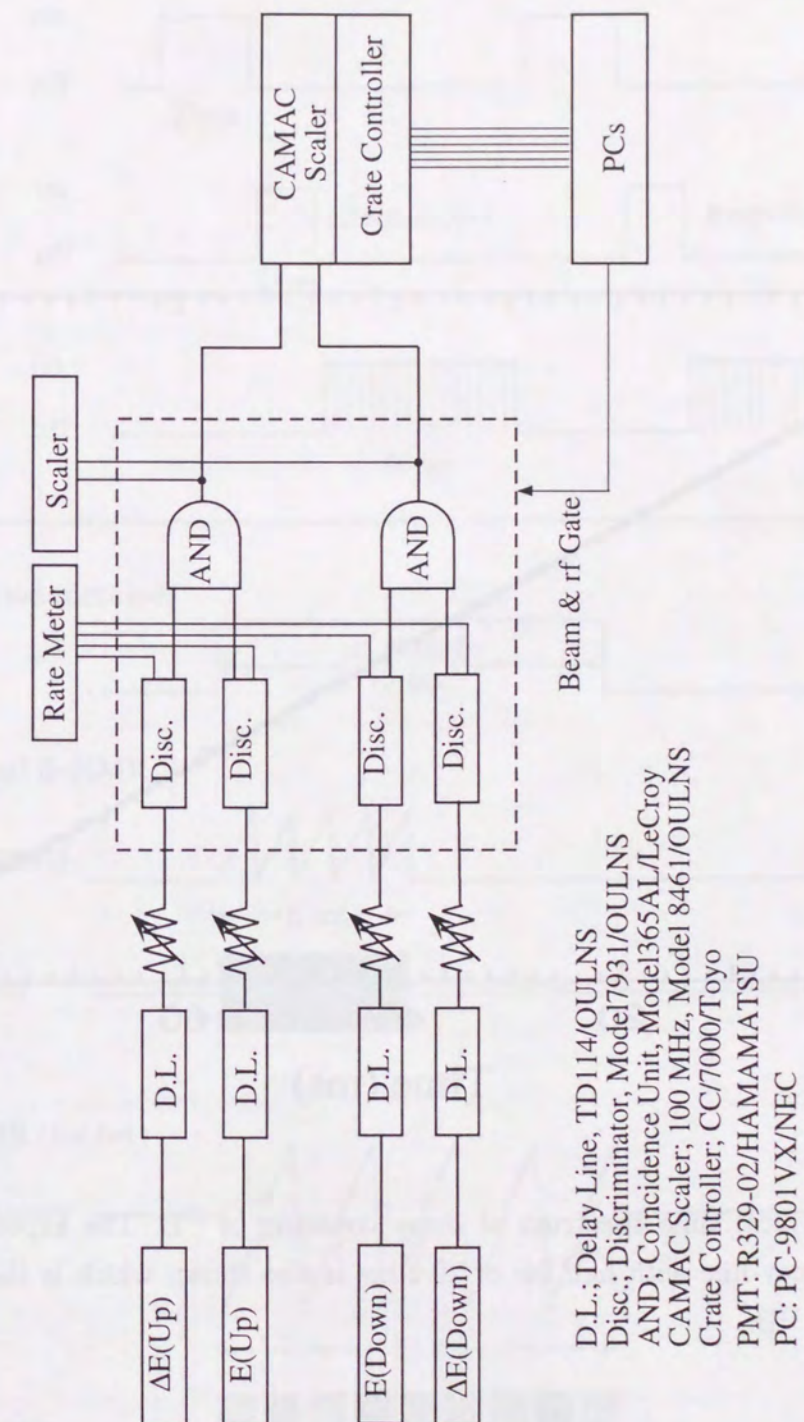 ΔE(Up)
E(Up)
E(Down)
ΔE(Down)
D.L.
D.L.
D.L.
D.L.
Disc.
Disc.
Disc.
Disc.
Rate Meter
Scaler
AND
AND
CAMAC
Scaler
Crate Controller
PCs
Beam & rf Gate
D.L.; Delay Line, TD114/OULNS
Disc.; Discriminator, Model7931/OULNS
AND;Coincidence Unit, Model365AL/LeCroy
CAMAC Scaler; 100 MHz, Model 8461/OULNS
Crate Controller; CC/7000/Toyo
PMT:R329-02/HAMAMATSU
PC: PC-9801VX/NEC